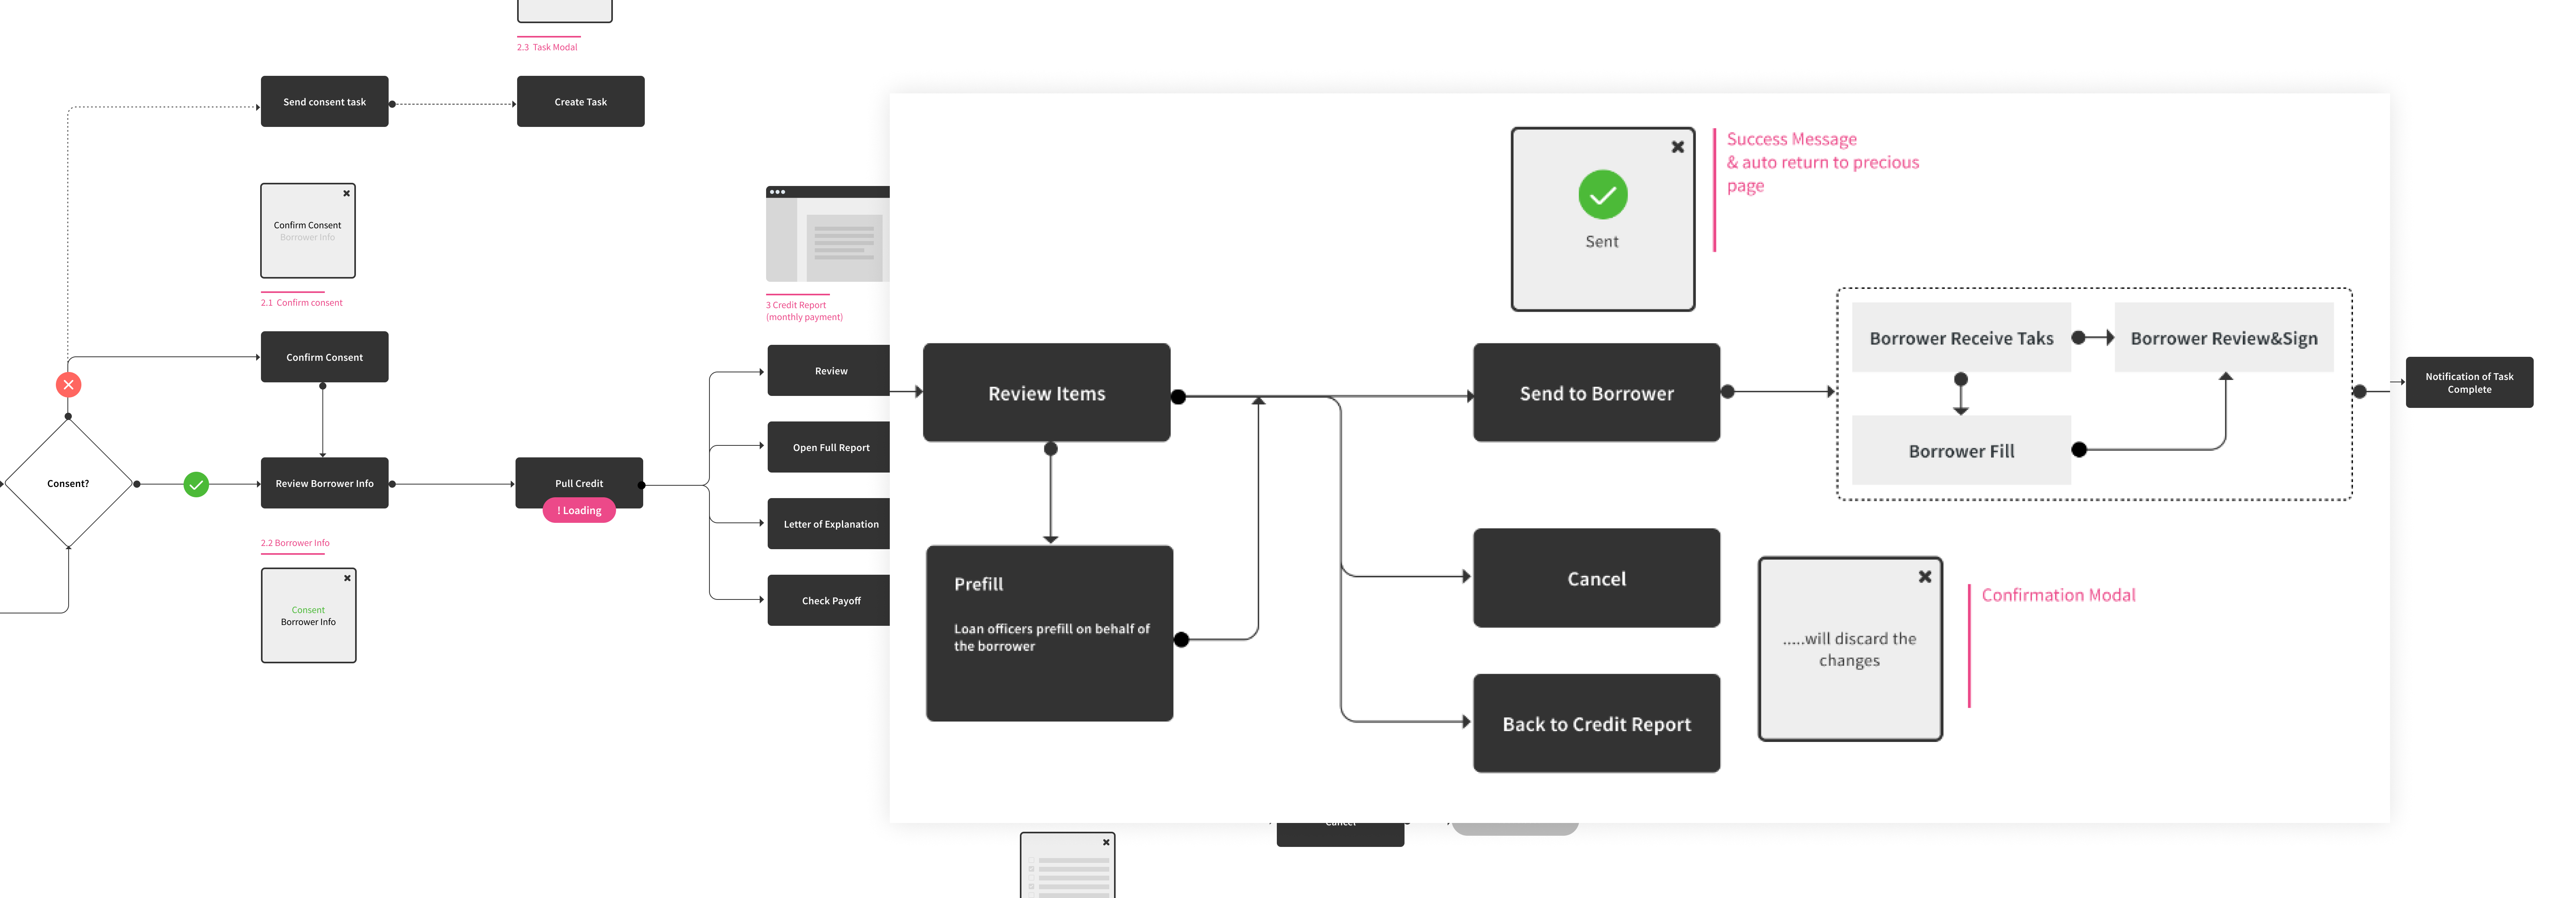 2.3 Task Modal
Send consent task
Create Task
Confirm Consent
Borrower Info
2.1 Confirm consent
Confirm Consent
Consent?
Review Borrower Info
2.2 Borrower Info
Consent
Borrower Info
Pull Credit
! Loading
3 Credit Report
(monthly payment)
Review
Open Full Report
Letter of Explanation
Check Payoff
Success Message
& auto return to precious
page
Sent
Review Items
Send to Borrower
Borrower Receive Taks
Borrower Review&Sign
Borrower Fill
Prefill
Loan officers prefill on behalf of
the borrower
Cancel
Back to Credit Report
.....will discard the
changes
Confirmation Modal
Notification of Task
Complete
Cancel